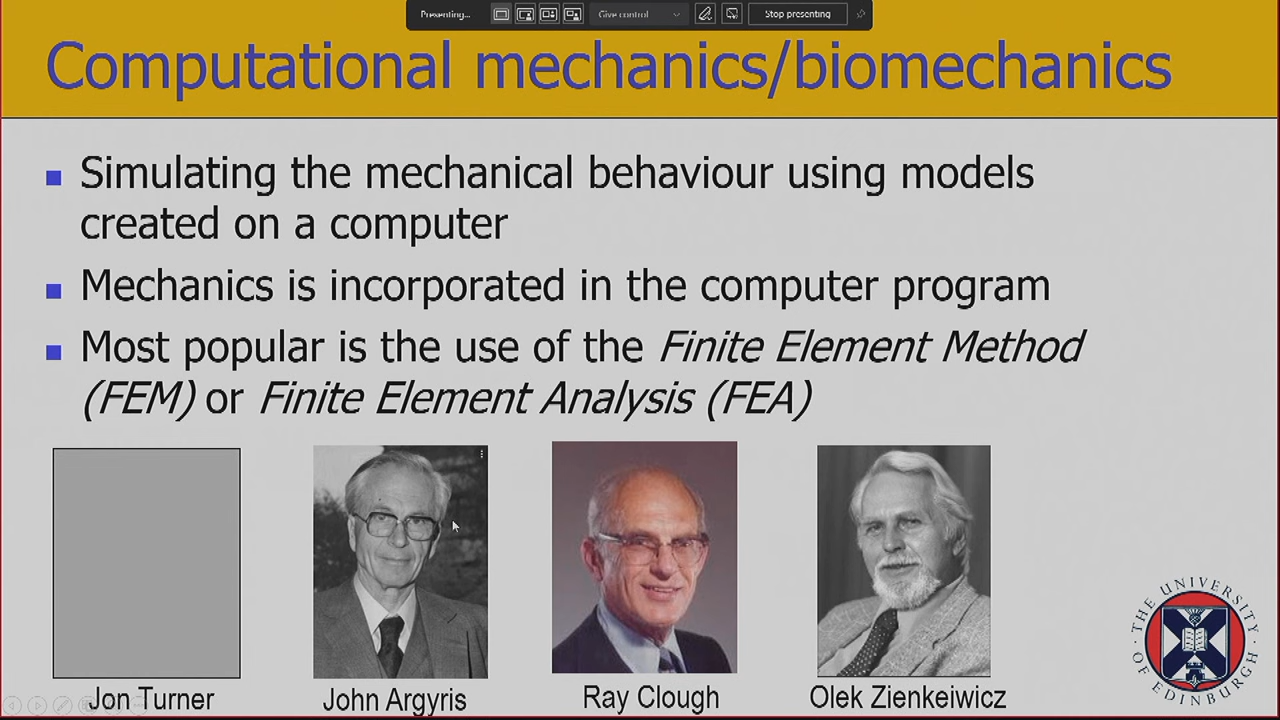 Presenting...
Give control
Stop presenting
Computational mechanics/biomechanics
Simulating the mechanical behaviour using models
created on a computer
Mechanics is incorporated in the computer program
Most popular is the use of the Finite Element Method
(FEM) or Finite Element Analysis (FEA)
Jon Turner
John Argyris
Ray Clough
Olek Zienkeiwicz
THE UNIVERSITY
OF EDINBURGH